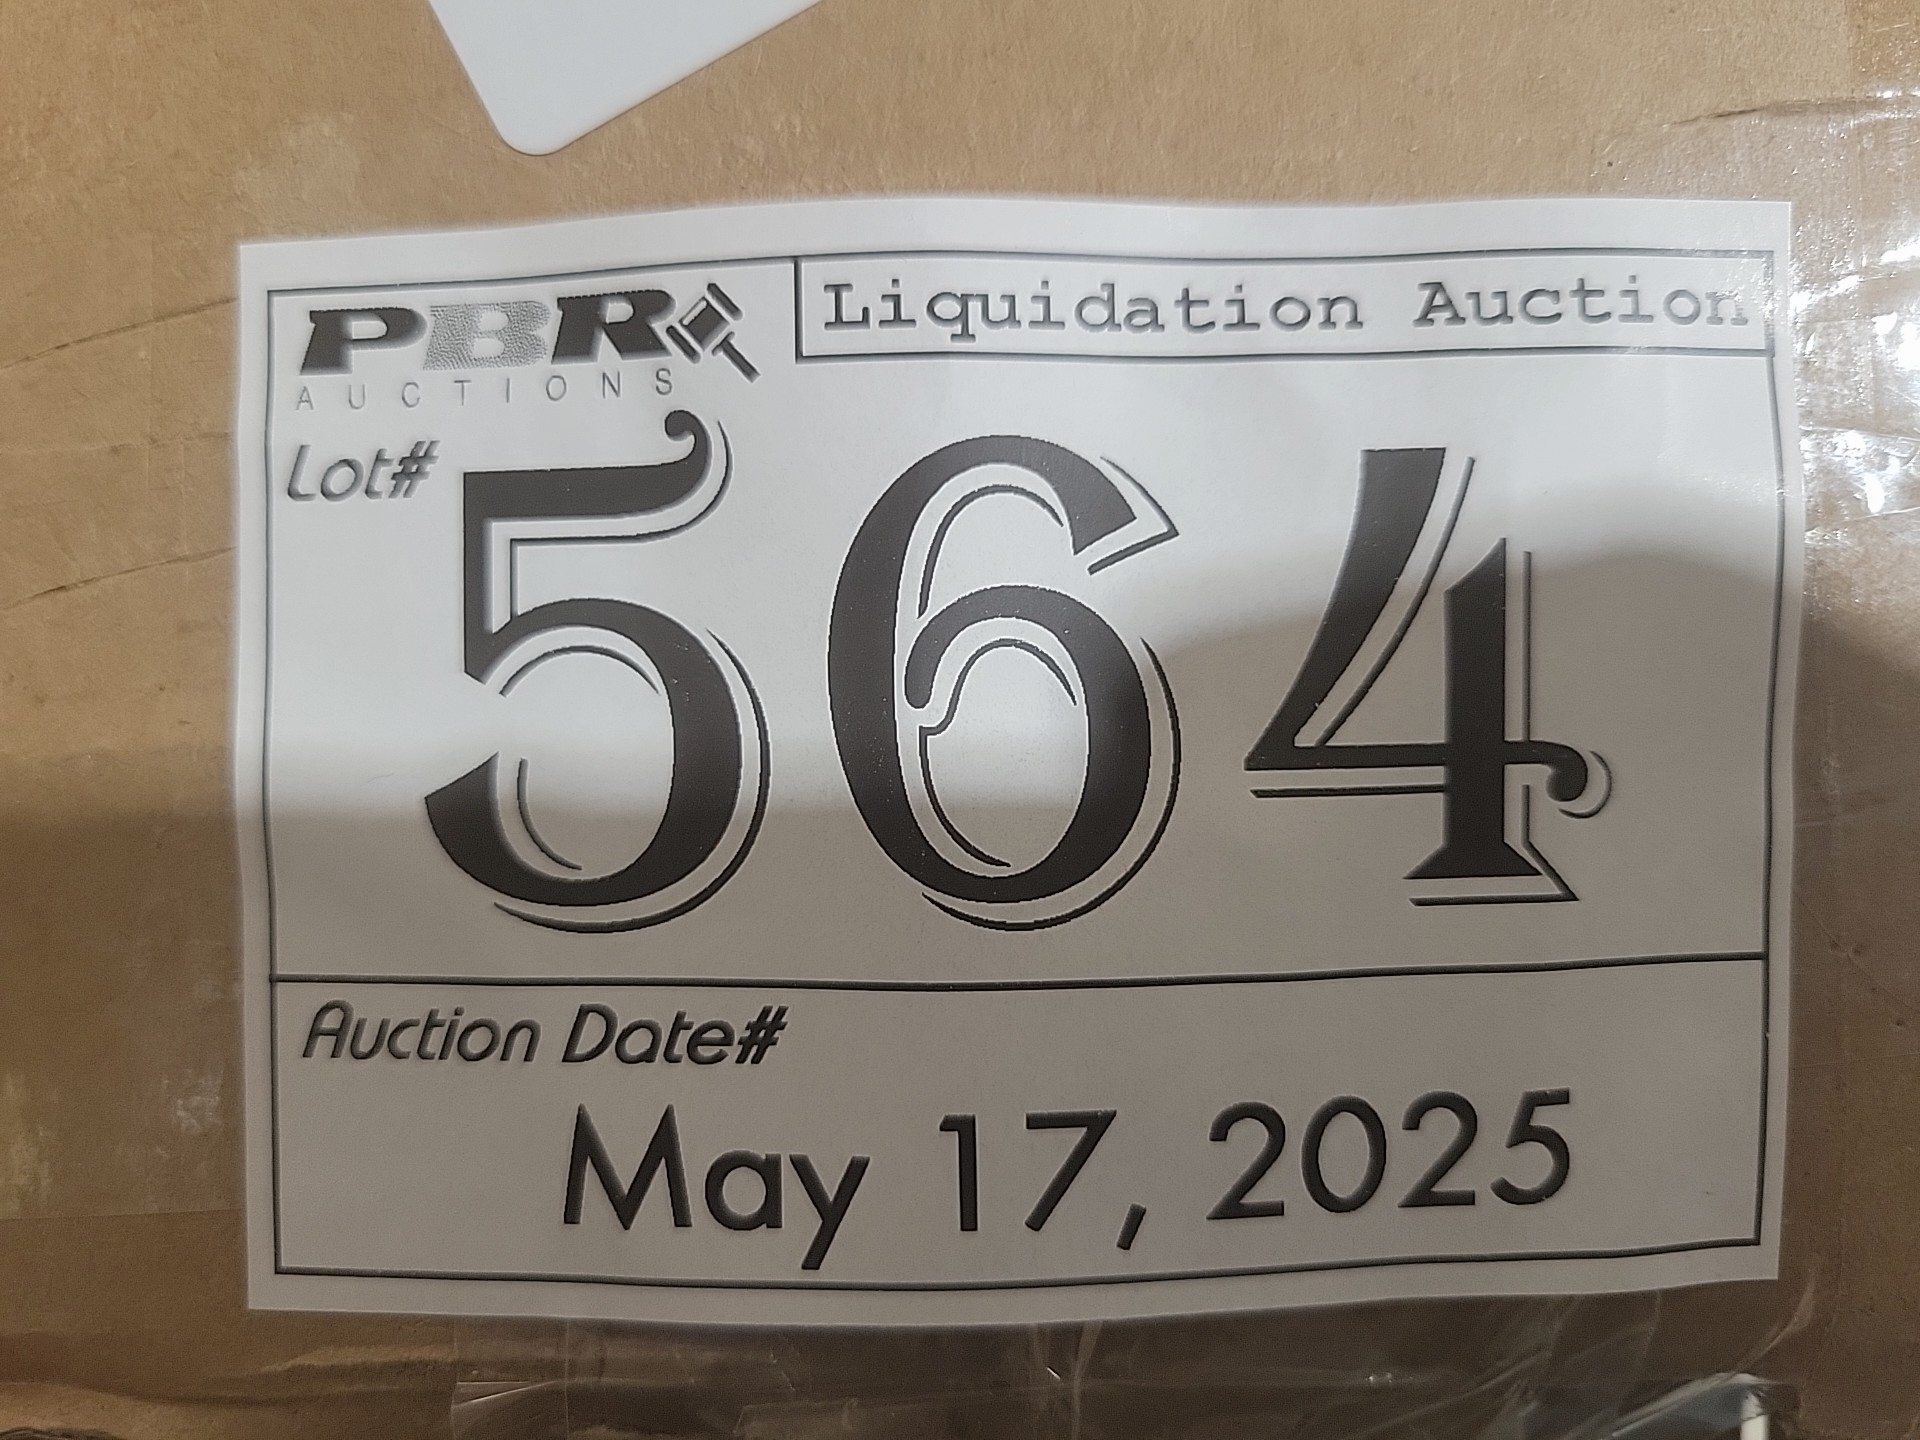 PBR
AUCTIONS
Liquidation Auction
Lot#
564
Auction Date#
May 17, 2025